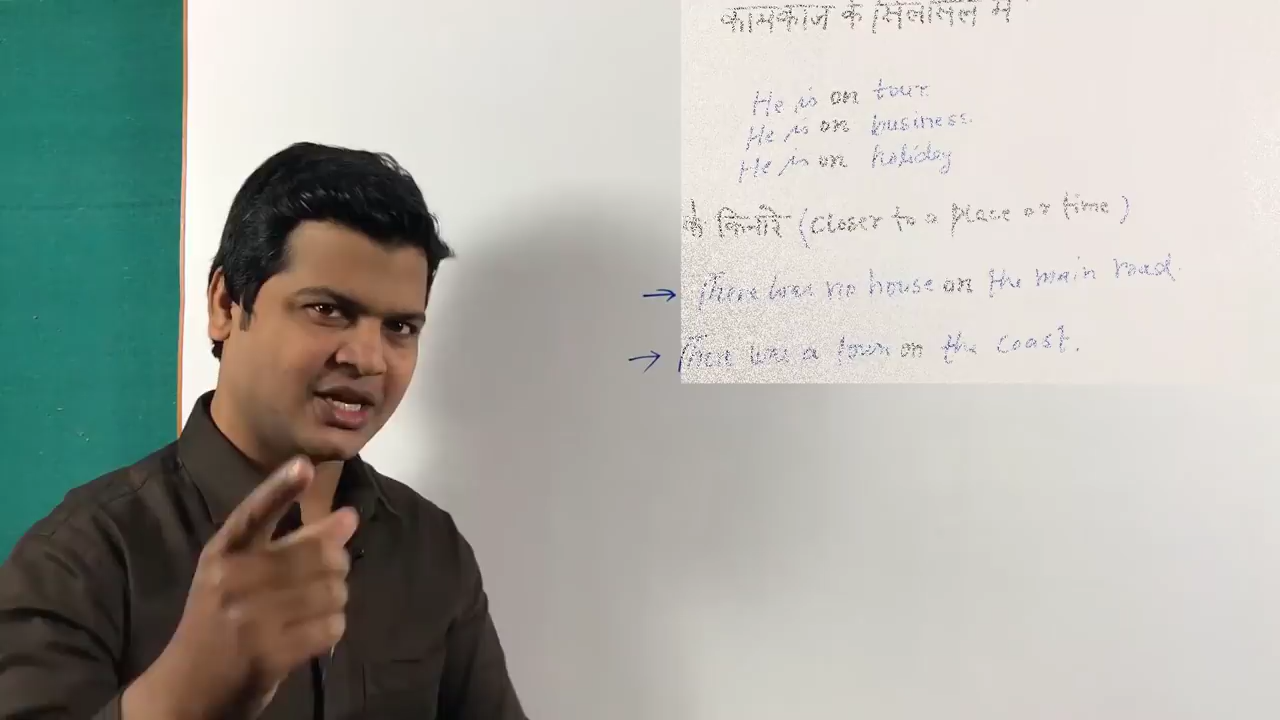 कामकाज के सिलसिले में
He is on tour.
He is on business.
He is on holiday
के किनारे (closer to a place or time)
→ There was no house on the main road.
→ There was a town on the coast.